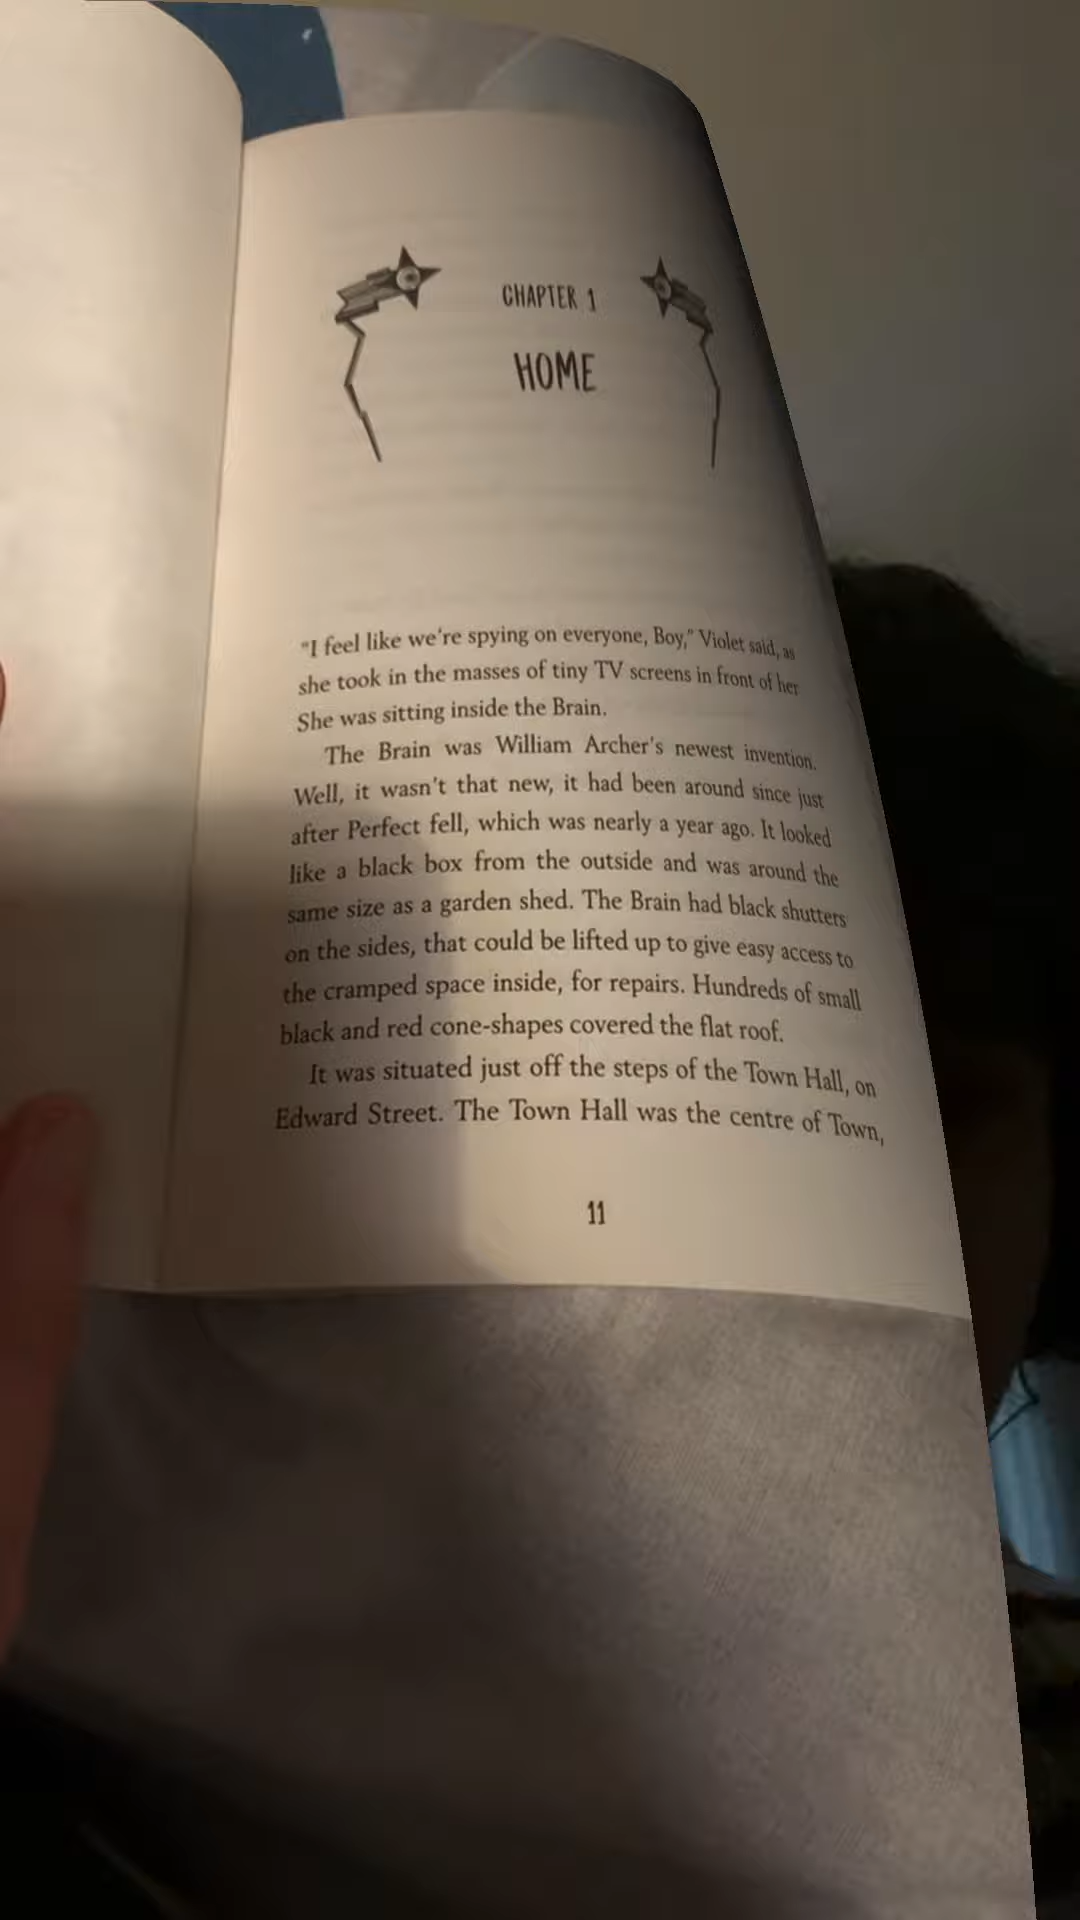 CHAPTER 1
HOME
"I feel like we're spying on everyone, Boy," Violet said, as
she took in the masses of tiny TV screens in front of her
She was sitting inside the Brain.
The Brain was William Archer's newest invention.
Well, it wasn't that new, it had been around since just
after Perfect fell, which was nearly a year ago. It looked
like a black box from the outside and was around the
same size as a garden shed. The Brain had black shutters
on the sides, that could be lifted up to give easy access to
the cramped space inside, for repairs. Hundreds of small
black and red cone-shapes covered the flat roof.
It was situated just off the steps of the Town Hall, on
Edward Street. The Town Hall was the centre of Town,
11